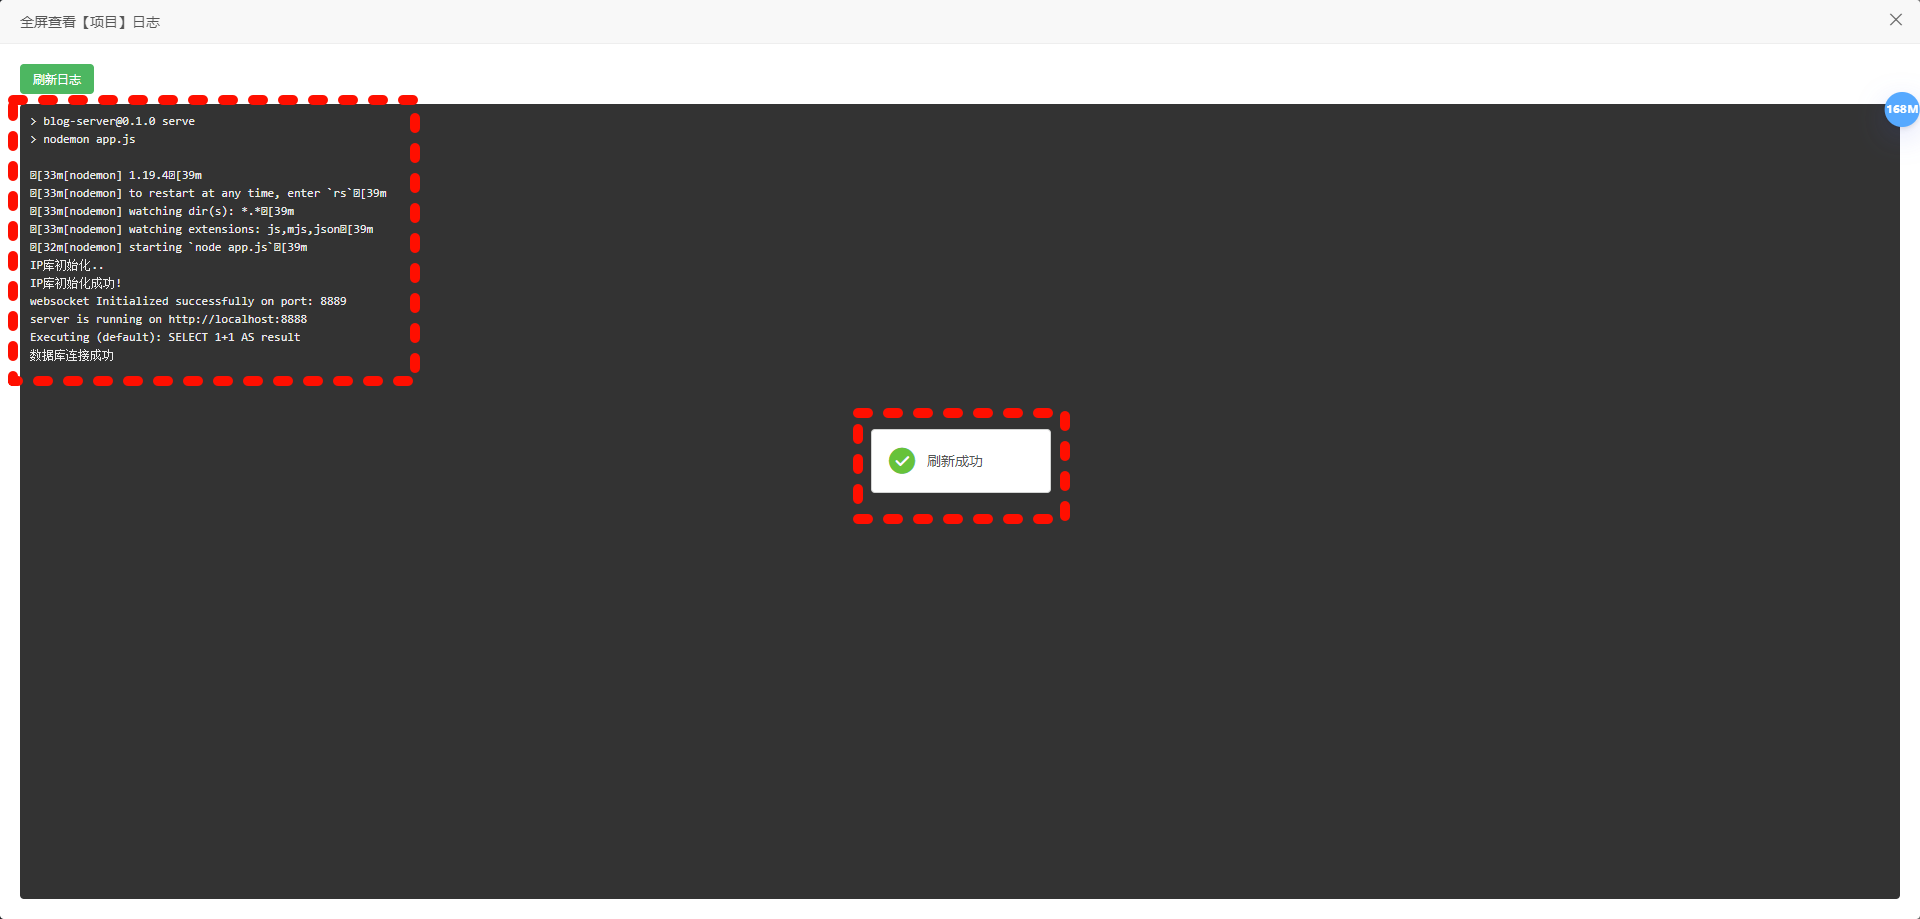 全屏查看【项目】日志
刷新日志
168M
> blog-server@0.1.0 serve
> nodemon app.js
[33m[nodemon] 1.19.4[39m
[33m[nodemon] to restart at any time, enter `rs`[39m
[33m[nodemon] watching dir(s): *.*[39m
[33m[nodemon] watching extensions: js,mjs,json[39m
[32m[nodemon] starting `node app.js`[39m
IP库初始化..
IP库初始化成功!
websocket Initialized successfully on port: 8889
server is running on http://localhost:8888
Executing (default): SELECT 1+1 AS result
数据库连接成功
刷新成功